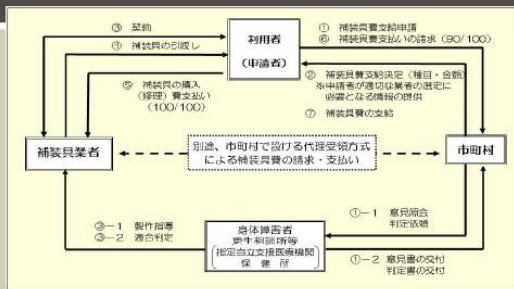 ③ 契約
④ 補装具の引渡し
⑤ 補装具の購入
(修理)費支払い
(100/100)
利用者
(申請者)
① 補装具費支給申請
⑥ 補装具費支払いの請求(90/100)
② 補装具費支給決定(種目・金額)
※申請者が適切な業者の選定に
必要となる情報の提供
⑦ 補装具費の支給
補装具業者
別途、市町村で設ける代理受領方式
による補装具費の請求・支払い
市町村
③-1 製作指導
③-2 適合判定
身体障害者
更生相談所等
指定自立支援医療機関
保健所
①-1 意見照会
判定依頼
①-2 意見書の交付
判定書の交付